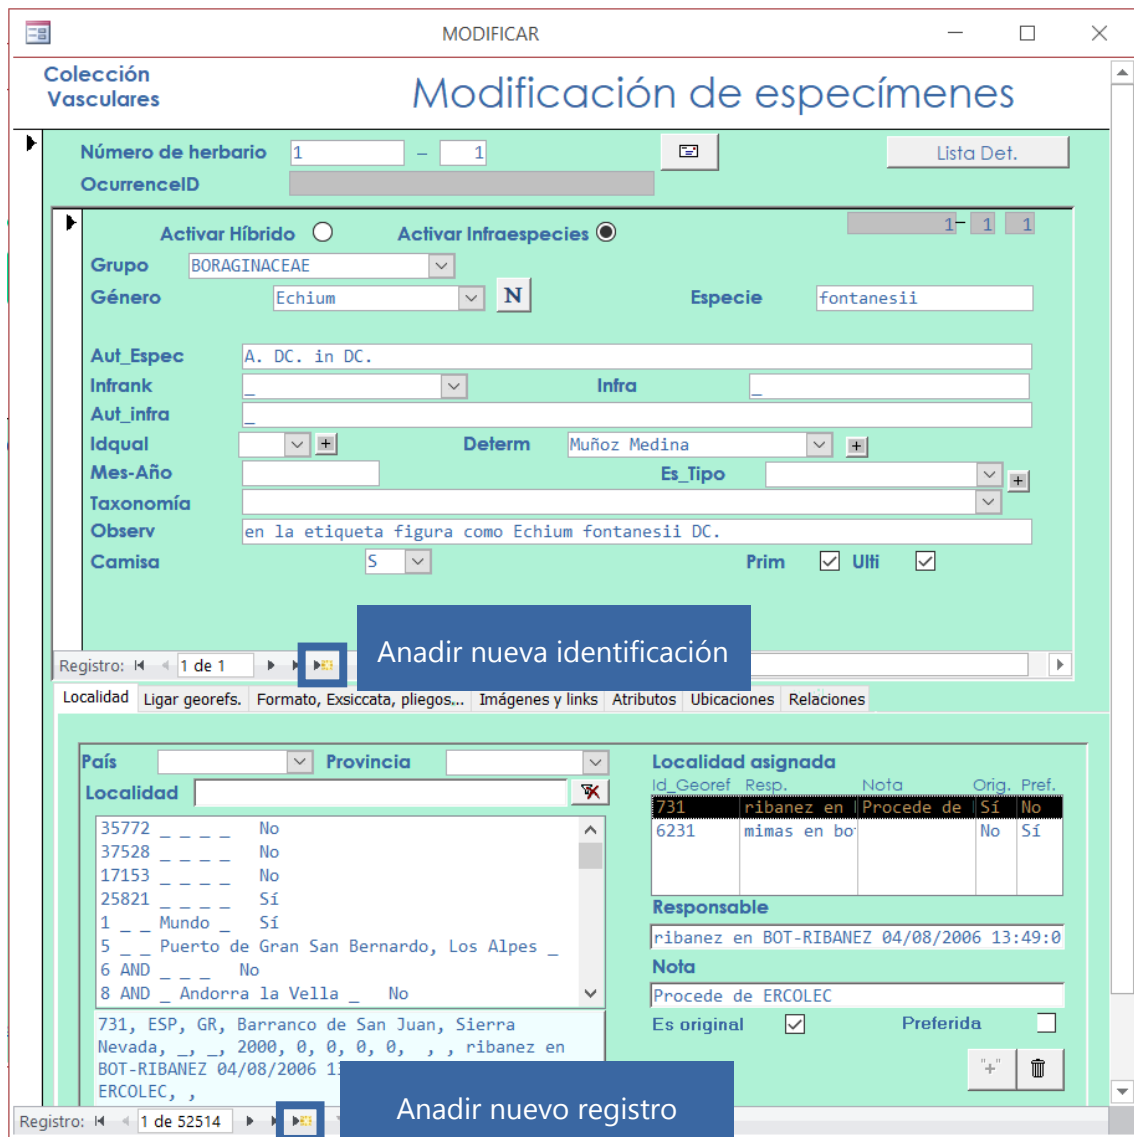 MODIFICAR
Colección
Vasculares
Modificación de especímenes
Número de herbario 1 – 1 Lista Det.
OcurrenceID
1– 1 1
Activar Híbrido Activar Infraespecies
Grupo BORAGINACEAE
Género Echium N Especie fontanesii
Aut_Espec A. DC. in DC.
Infrank _ Infra _
Aut_infra _
Idqual + Determ Muñoz Medina +
Mes-Año Es_Tipo +
Taxonomía
Observ en la etiqueta figura como Echium fontanesii DC.
Camisa S Prim Ulti
Anadir nueva identificación
Registro: 1 de 1
Localidad Ligar georefs. Formato, Exsiccata, pliegos... Imágenes y links Atributos Ubicaciones Relaciones
País Provincia
Localidad
35772 _ _ _ _ No
37528 _ _ _ _ No
17153 _ _ _ _ No
25821 _ _ _ _ Sí
1 _ _ Mundo _ Sí
5 _ _ Puerto de Gran San Bernardo, Los Alpes _
6 AND _ _ _ No
8 AND _ Andorra la Vella _ No
731, ESP, GR, Barranco de San Juan, Sierra
Nevada, _, _, 2000, 0, 0, 0, 0, , , ribanez en
BOT-RIBANEZ 04/08/2006
ERCOLEC, ,
Localidad asignada
Id_Georef Resp. Nota Orig. Pref.
731 ribanez en Procede de Sí No
6231 mimas en bo No Sí
Responsable
ribanez en BOT-RIBANEZ 04/08/2006 13:49:0
Nota
Procede de ERCOLEC
Es original Preferida
"+"
Anadir nuevo registro
Registro: 1 de 52514